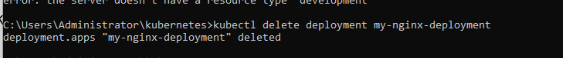 error: the server doesn't have a resource type "development"
C:\Users\Administrator\kubernetes>kubectl delete deployment my-nginx-deployment
deployment.apps "my-nginx-deployment" deleted